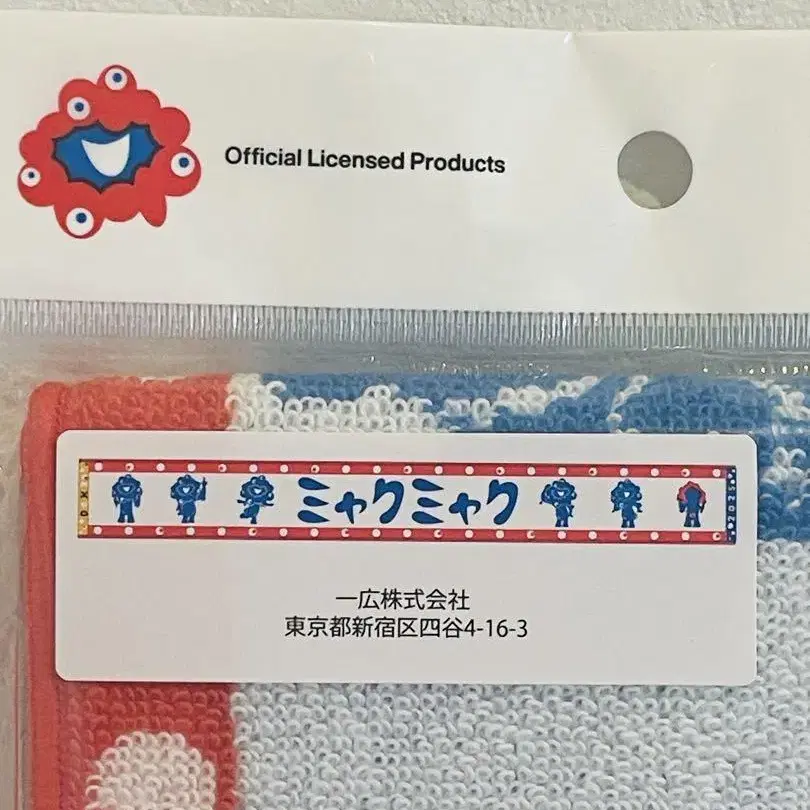 Official Licensed Products
ミャクミャク
2025
一広株式会社
東京都新宿区四谷4-16-3